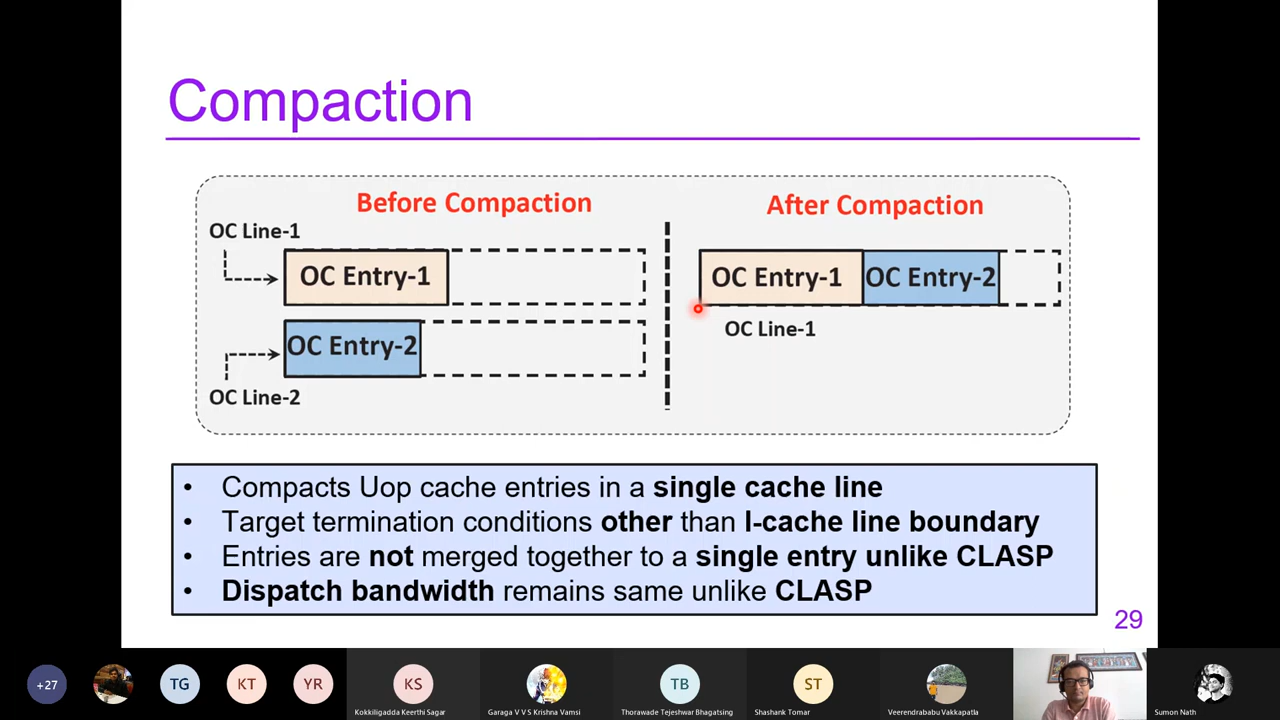 Compaction
Before Compaction
After Compaction
OC Line-1
OC Entry-1
OC Entry-2
OC Line-2
OC Entry-1
OC Entry-2
OC Line-1
• Compacts Uop cache entries in a single cache line
• Target termination conditions other than I-cache line boundary
• Entries are not merged together to a single entry unlike CLASP
• Dispatch bandwidth remains same unlike CLASP
29
+27
TG
KT
YR
KS
TB
ST
Kokkiligadda Keerthi Sagar
Garaga V V S Krishna Vamsi
Thorawade Tejeshwar Bhagatsing
Shashank Tomar
Veerendrababu Vakkapatla
Sumon Nath